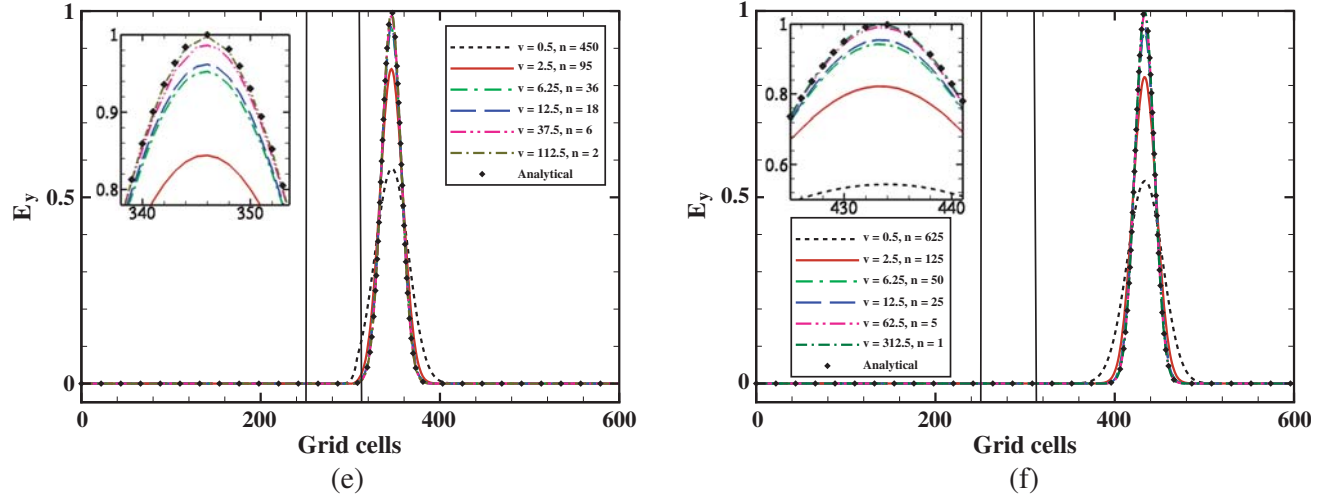 1
0.5
0
E_y
0
200
400
600
Grid cells
(e)
1
0.9
0.8
340
350
v = 0.5, n = 450
v = 2.5, n = 95
v = 6.25, n = 36
v = 12.5, n = 18
v = 37.5, n = 6
v = 112.5, n = 2
Analytical
1
0.5
0
E_y
0
200
400
600
Grid cells
(f)
1
0.8
0.6
430
440
v = 0.5, n = 625
v = 2.5, n = 125
v = 6.25, n = 50
v = 12.5, n = 25
v = 62.5, n = 5
v = 312.5, n = 1
Analytical